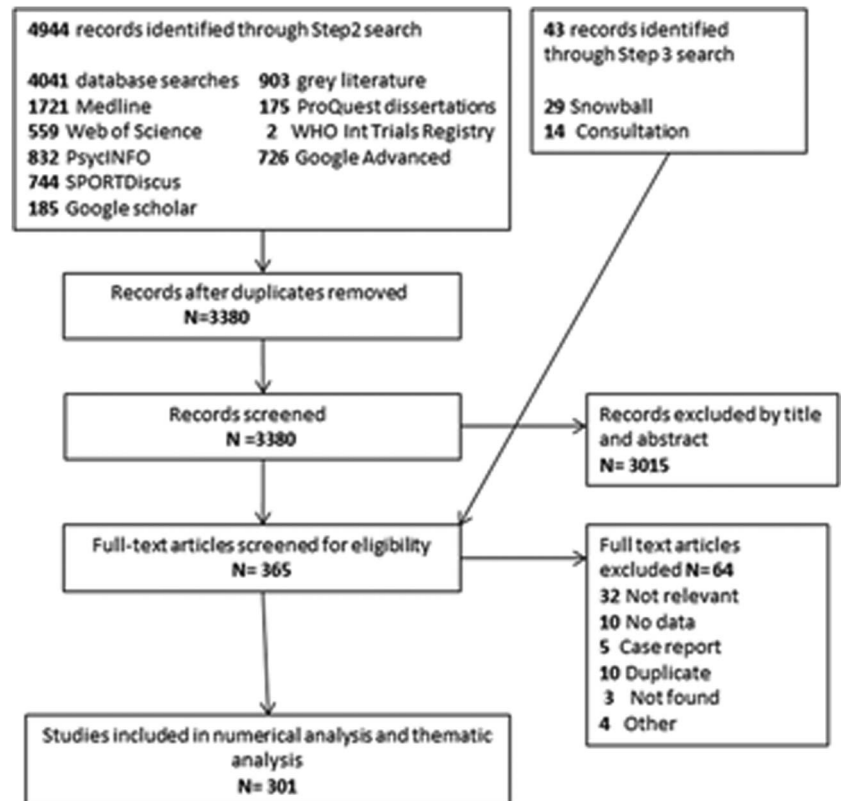 4944 records identified through Step2 search
4041 database searches
1721 Medline
559 Web of Science
832 PsycINFO
744 SPORTDiscus
185 Google scholar
903 grey literature
175 ProQuest dissertations
2 WHO Int Trials Registry
726 Google Advanced
43 records identified
through Step 3 search
29 Snowball
14 Consultation
Records after duplicates removed
N=3380
Records screened
N =3380
Records excluded by title
and abstract
N= 3015
Full-text articles screened for eligibility
N= 365
Full text articles
excluded N=64
32 Not relevant
10 No data
5 Case report
10 Duplicate
3 Not found
4 Other
Studies included in numerical analysis and thematic
analysis
N= 301